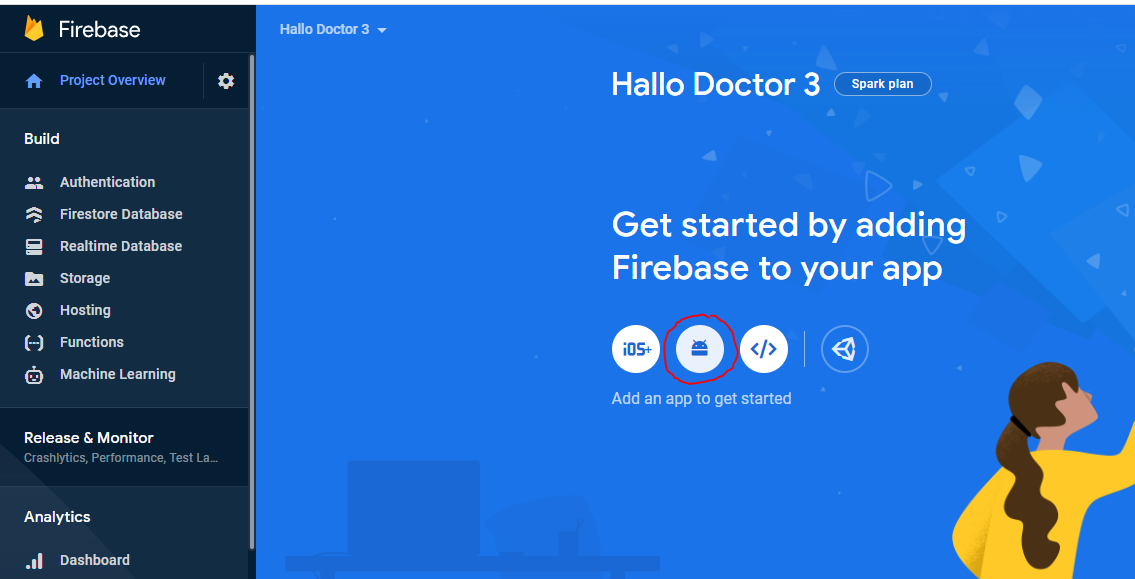 Firebase
Project Overview
Build
Authentication
Firestore Database
Realtime Database
Storage
Hosting
Functions
Machine Learning
Release & Monitor
Crashlytics, Performance, Test La...
Analytics
Dashboard
Hallo Doctor 3
Hallo Doctor 3 Spark plan
Get started by adding
Firebase to your app
iOS+ </>
Add an app to get started